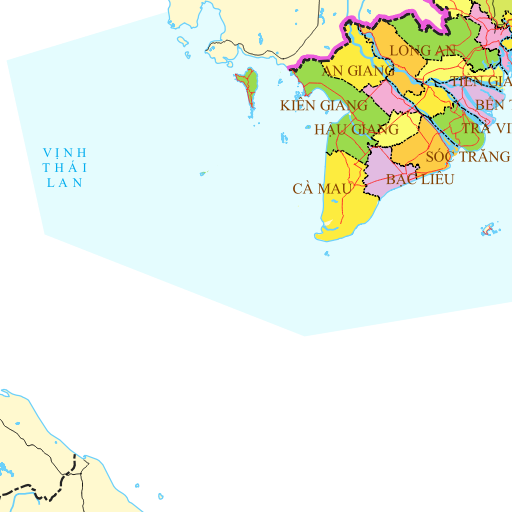 LONG AN
AN GIANG
TIỀN GIA
KIÊN GIANG
BẾN T
HẬU GIANG
TRÀ VI
VỊNH
THÁI
LAN
SÓC TRĂNG
BẠC LIÊU
CÀ MAU